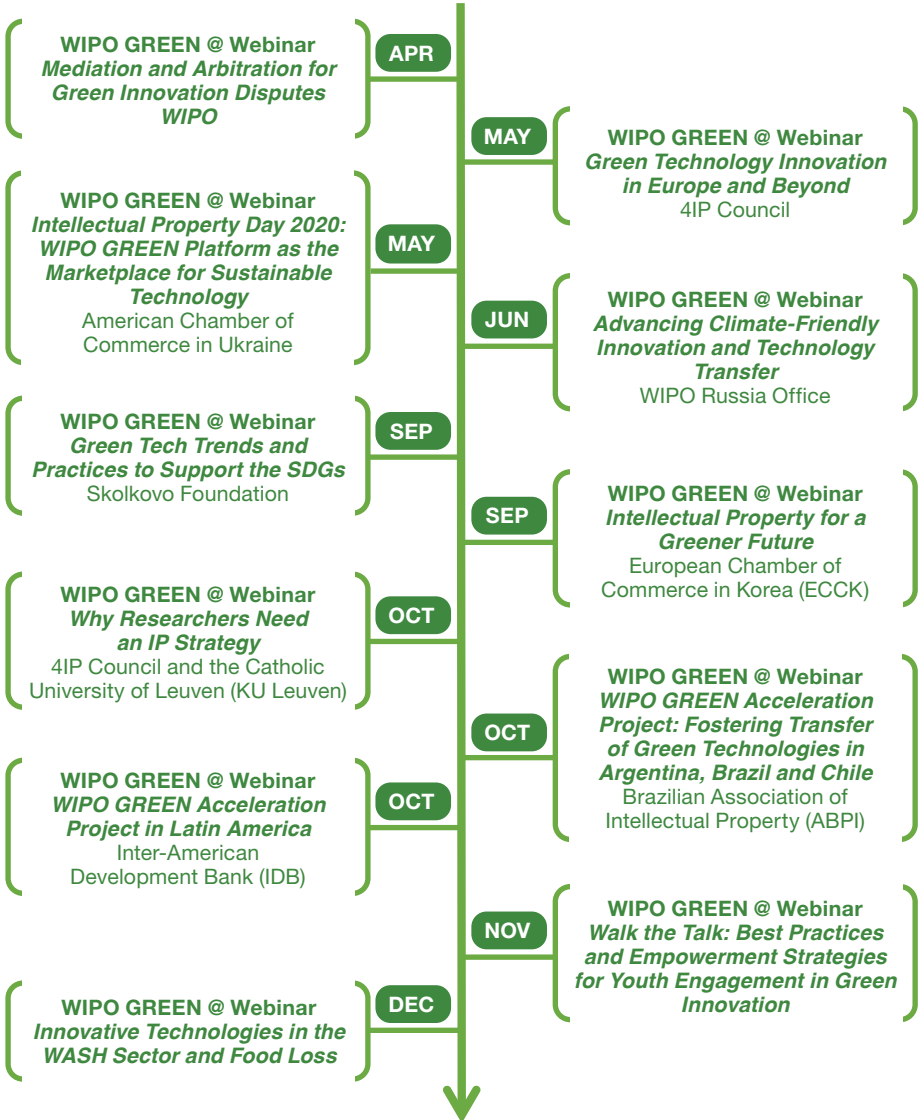 WIPO GREEN @ Webinar
Mediation and Arbitration for
Green Innovation Disputes
WIPO
APR
MAY
WIPO GREEN @ Webinar
Green Technology Innovation
in Europe and Beyond
4IP Council
WIPO GREEN @ Webinar
Intellectual Property Day 2020:
WIPO GREEN Platform as the
Marketplace for Sustainable
Technology
American Chamber of
Commerce in Ukraine
MAY
JUN
WIPO GREEN @ Webinar
Advancing Climate-Friendly
Innovation and Technology
Transfer
WIPO Russia Office
WIPO GREEN @ Webinar
Green Tech Trends and
Practices to Support the SDGs
Skolkovo Foundation
SEP
SEP
WIPO GREEN @ Webinar
Intellectual Property for a
Greener Future
European Chamber of
Commerce in Korea (ECCK)
WIPO GREEN @ Webinar
Why Researchers Need
an IP Strategy
4IP Council and the Catholic
University of Leuven (KU Leuven)
OCT
OCT
WIPO GREEN @ Webinar
WIPO GREEN Acceleration
Project: Fostering Transfer
of Green Technologies in
Argentina, Brazil and Chile
Brazilian Association of
Intellectual Property (ABPI)
WIPO GREEN @ Webinar
WIPO GREEN Acceleration
Project in Latin America
Inter-American
Development Bank (IDB)
OCT
NOV
WIPO GREEN @ Webinar
Walk the Talk: Best Practices
and Empowerment Strategies
for Youth Engagement in Green
Innovation
WIPO GREEN @ Webinar
Innovative Technologies in the
WASH Sector and Food Loss
DEC